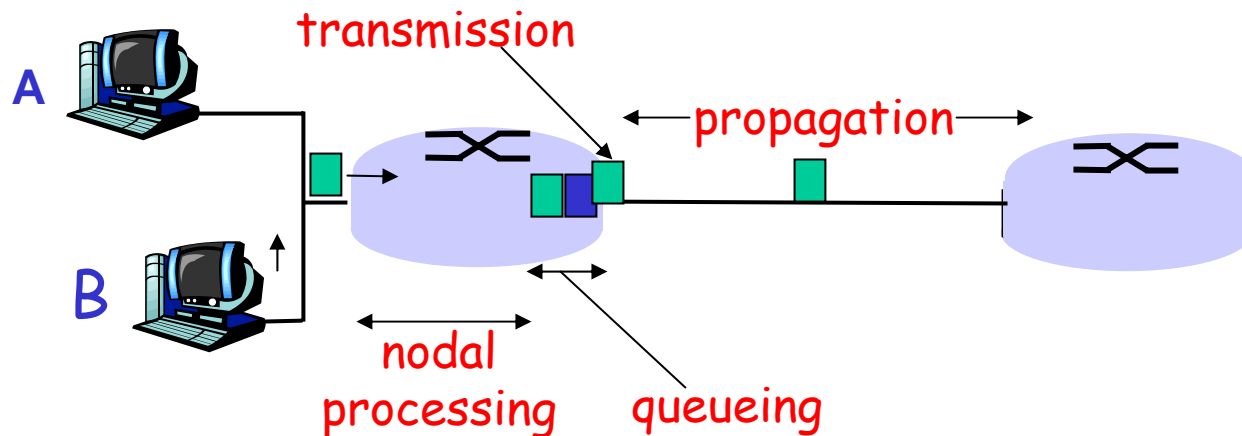 transmission
A
propagation
B
nodal
processing
queueing